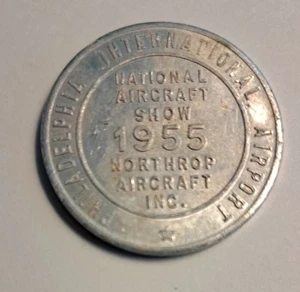 PHILADELPHIA INTERNATIONAL AIRPORT
NATIONAL
AIRCRAFT
SHOW
1955
NORTHROP
AIRCRAFT
INC.